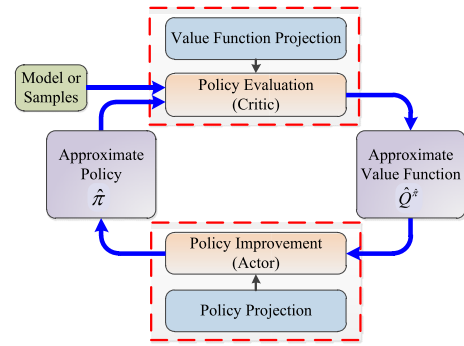 Value Function Projection
Model or
Samples
Policy Evaluation
(Critic)
Approximate
Policy
π̂
Approximate
Value Function
Q̂^π̂
Policy Improvement
(Actor)
Policy Projection